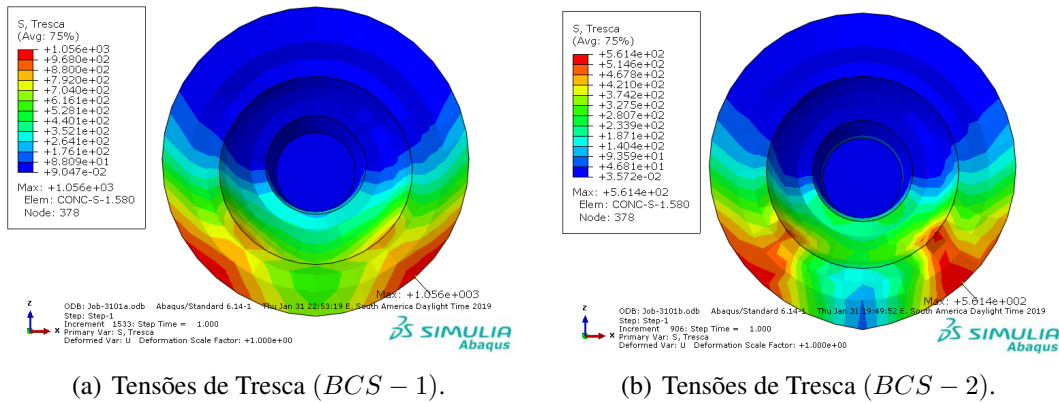 S, Tresca
(Avg: 75%)
+1.056e+03
+9.680e+02
+8.800e+02
+7.920e+02
+7.040e+02
+6.161e+02
+5.281e+02
+4.401e+02
+3.521e+02
+2.641e+02
+1.761e+02
+8.809e+01
+9.047e-02
Max: +1.056e+03
Elem: CONC-S-1.580
Node: 378
Max: +1.056e+003
z
x
ODB: Job-3101a.odb Abaqus/Standard 6.14-1 Thu Jan 31 22:53:19 E. South America Daylight Time 2019
Step: Step-1
Increment 1533: Step Time = 1.000
Primary Var: S, Tresca
Deformed Var: U Deformation Scale Factor: +1.000e+00
SIMULIA
Abaqus
(a) Tensões de Tresca (BCS − 1).
S, Tresca
(Avg: 75%)
+5.614e+02
+5.146e+02
+4.678e+02
+4.210e+02
+3.742e+02
+3.275e+02
+2.807e+02
+2.339e+02
+1.871e+02
+1.404e+02
+9.359e+01
+4.681e+01
+3.572e-02
Max: +5.614e+02
Elem: CONC-S-1.580
Node: 378
Max: +5.614e+002
z
x
ODB: Job-3101b.odb Abaqus/Standard 6.14-1 Thu Jan 31 19:49:52 E. South America Daylight Time 2019
Step: Step-1
Increment 906: Step Time = 1.000
Primary Var: S, Tresca
Deformed Var: U Deformation Scale Factor: +1.000e+00
SIMULIA
Abaqus
(b) Tensões de Tresca (BCS − 2).